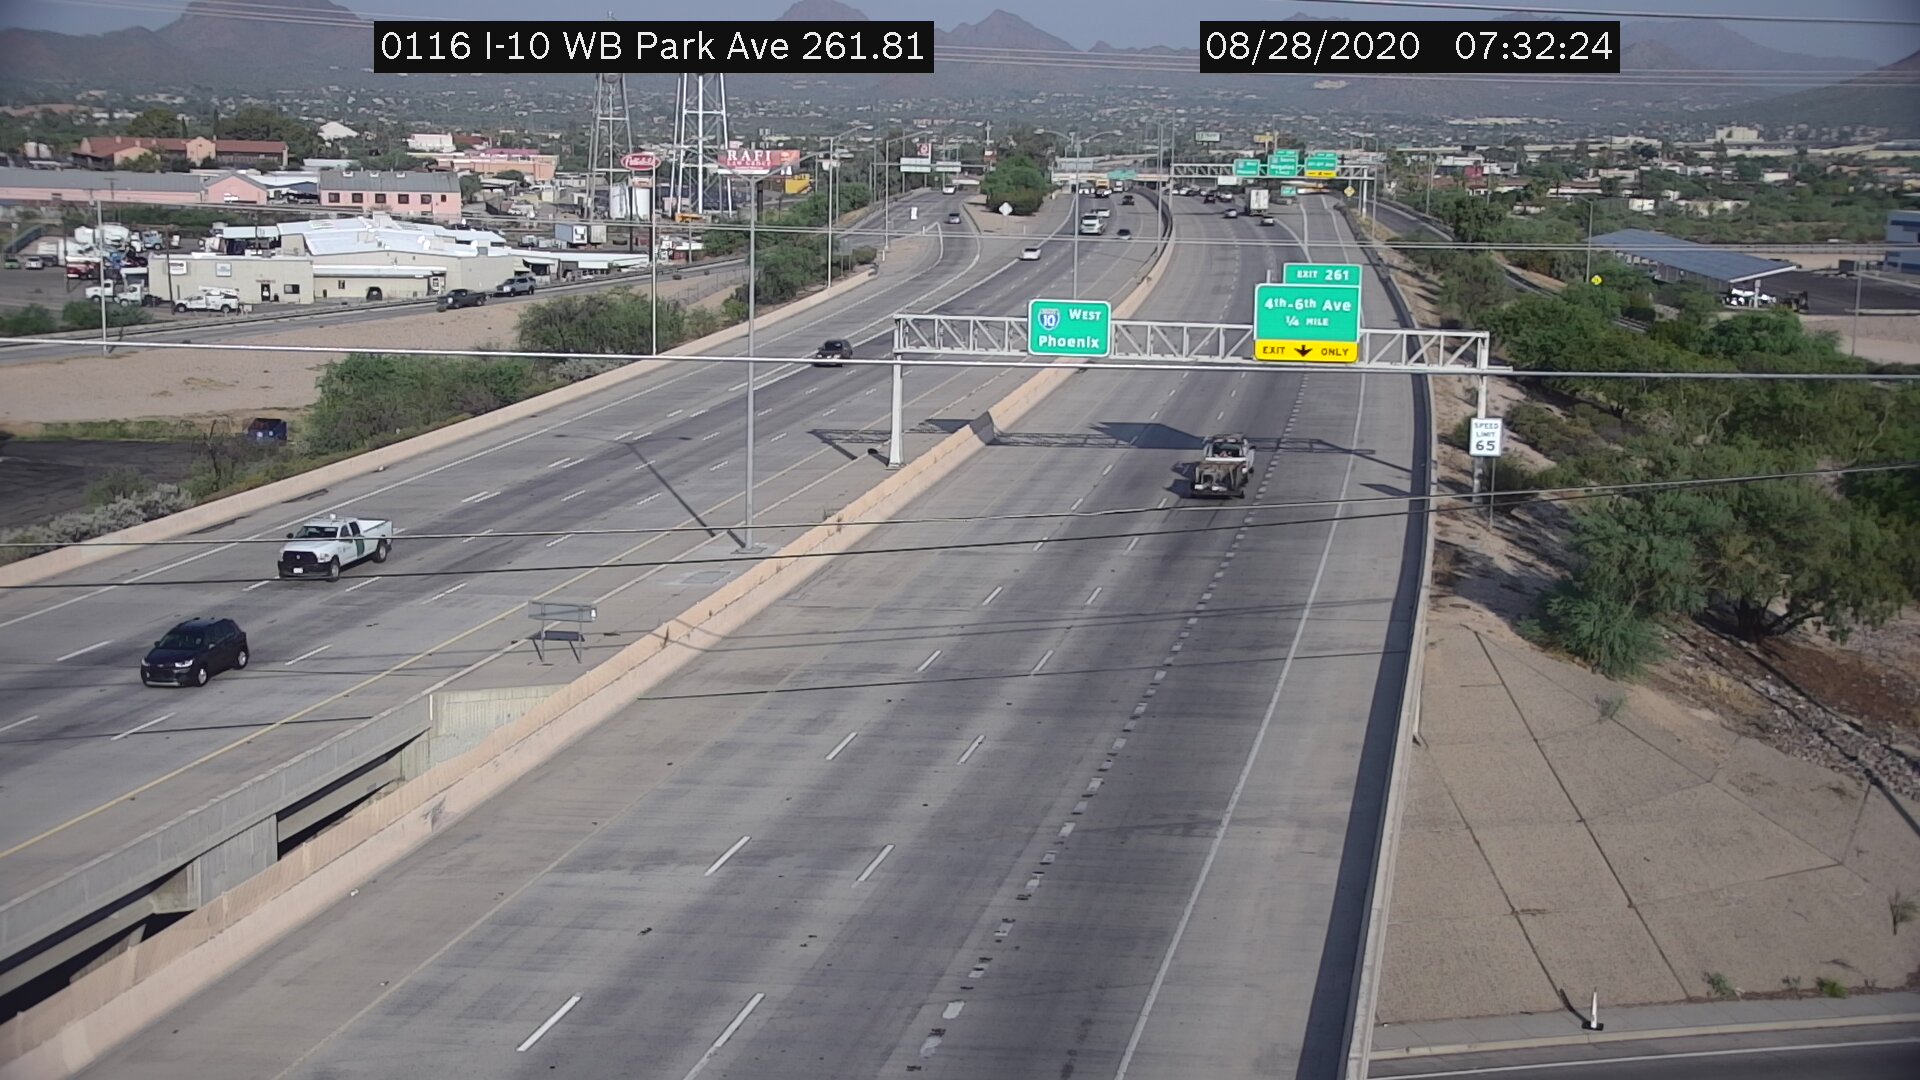 0116 I-10 WB Park Ave 261.81
08/28/2020 07:32:24
RAFI
EXIT 261
4th-6th Ave
1/4 MILE
EXIT ONLY
10 WEST
Phoenix
SPEED
LIMIT
65